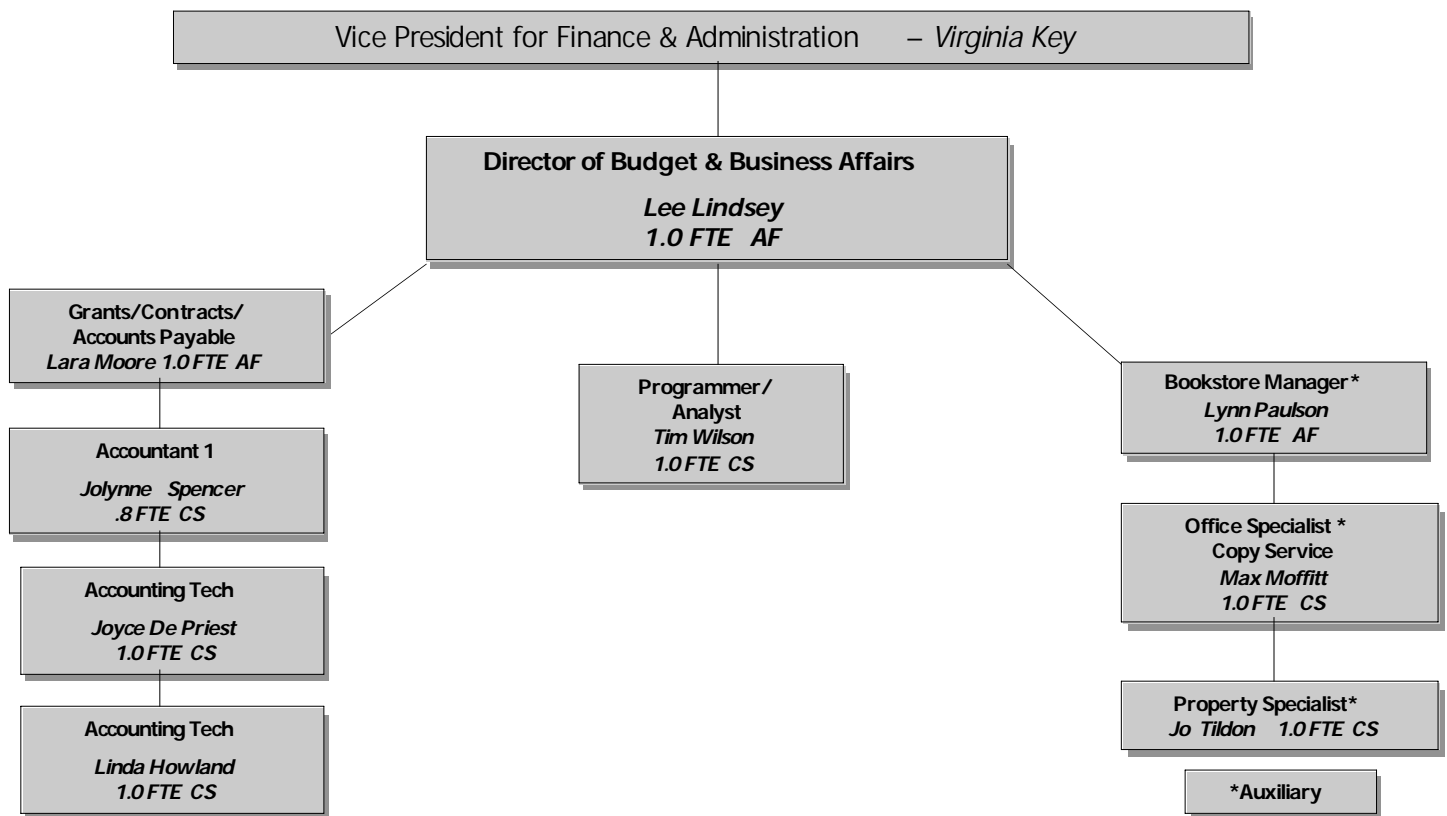 Vice President for Finance & Administration – Virginia Key
Director of Budget & Business Affairs
Lee Lindsey
1.0 FTE AF
Grants/Contracts/
Accounts Payable
Lara Moore 1.0 FTE AF
Accountant 1
Jolynne Spencer
.8 FTE CS
Accounting Tech
Joyce De Priest
1.0 FTE CS
Accounting Tech
Linda Howland
1.0 FTE CS
Programmer/
Analyst
Tim Wilson
1.0 FTE CS
Bookstore Manager*
Lynn Paulson
1.0 FTE AF
Office Specialist *
Copy Service
Max Moffitt
1.0 FTE CS
Property Specialist*
Jo Tildon 1.0 FTE CS
*Auxiliary